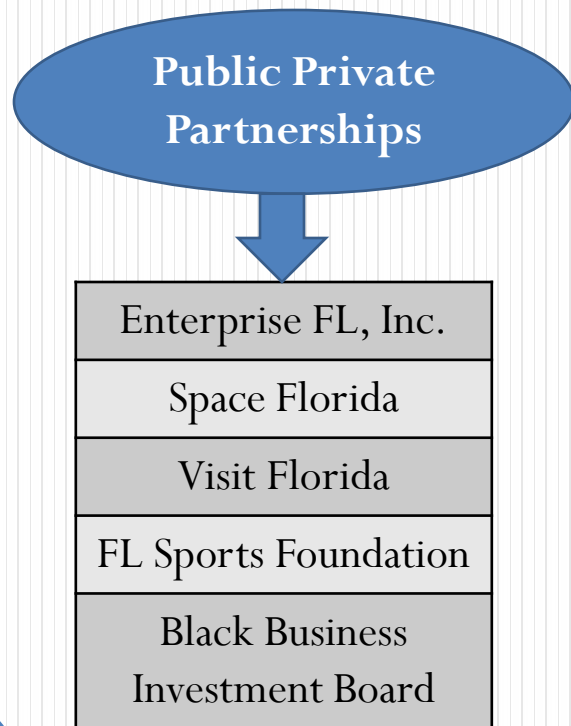 Public Private
Partnerships
Enterprise FL, Inc.
Space Florida
Visit Florida
FL Sports Foundation
Black Business
Investment Board